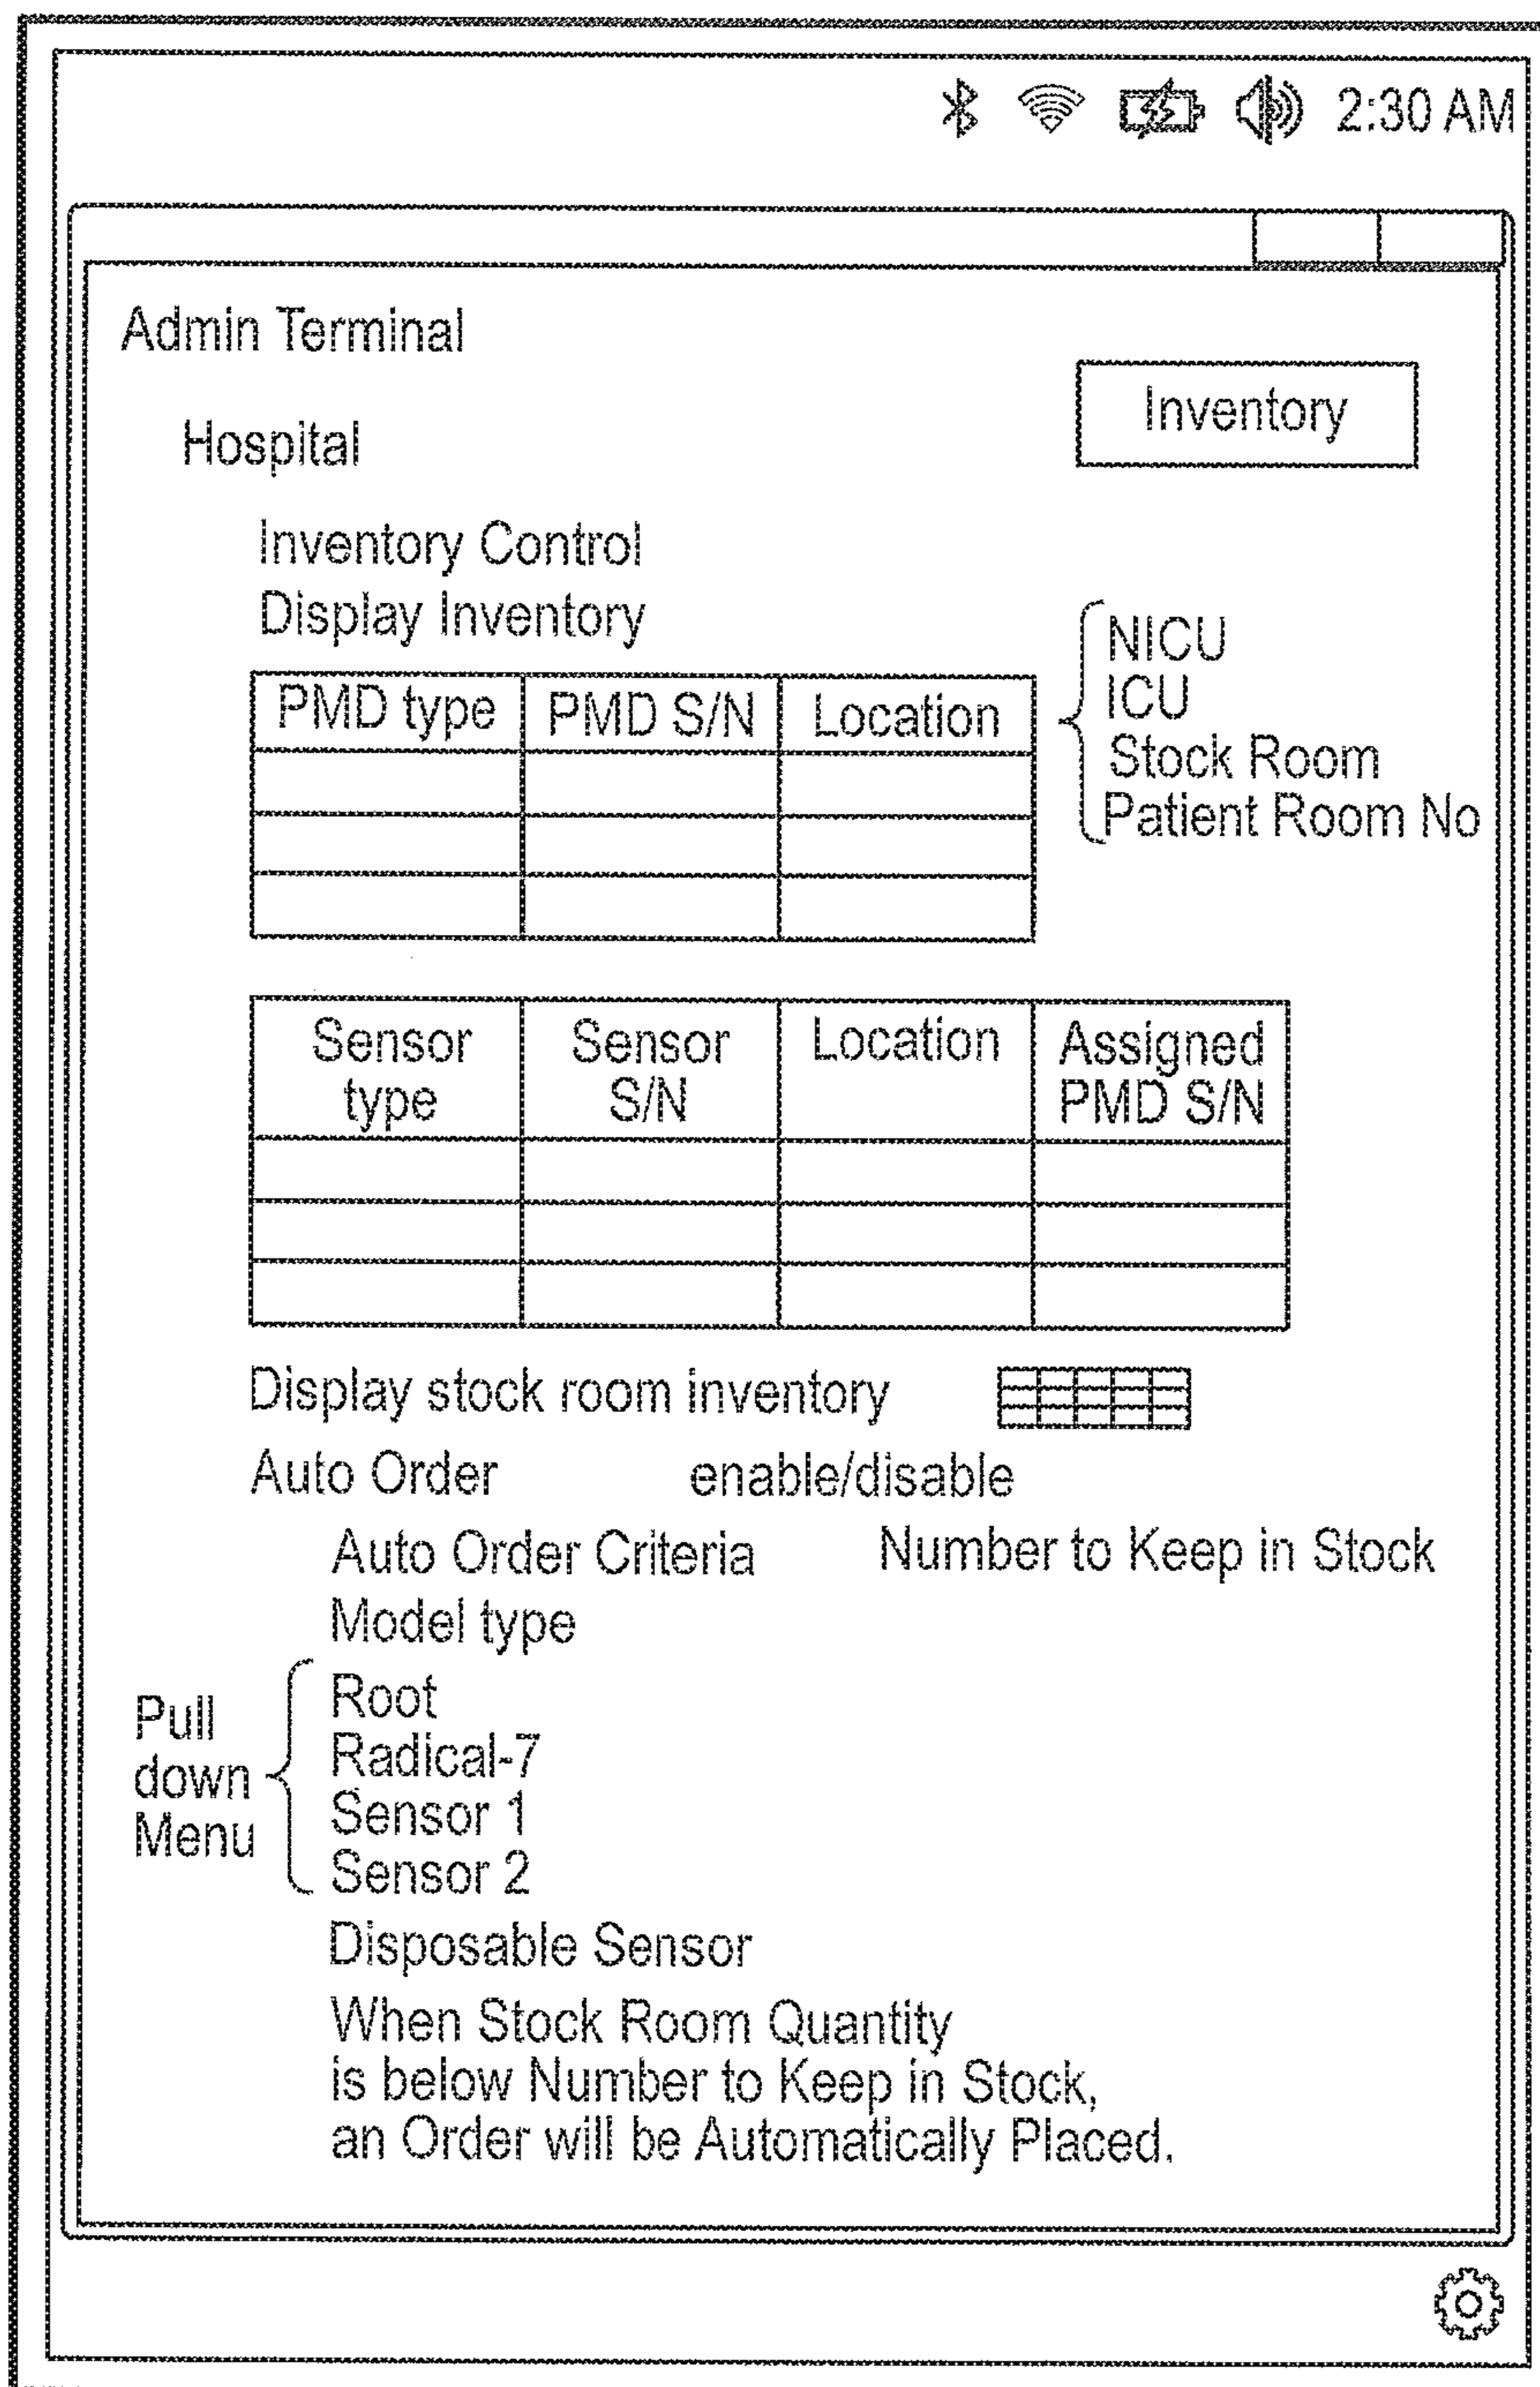 2:30 AM
Admin Terminal
Inventory
Hospital
Inventory Control
Display Inventory
PMD type PMD S/N Location
NICU
ICU
Stock Room
Patient Room No
Sensor type Sensor S/N Location Assigned PMD S/N
Display stock room inventory
Auto Order enable/disable
Auto Order Criteria Number to Keep in Stock
Model type
Pull
down
Menu
Root
Radical-7
Sensor 1
Sensor 2
Disposable Sensor
When Stock Room Quantity
is below Number to Keep in Stock,
an Order will be Automatically Placed.